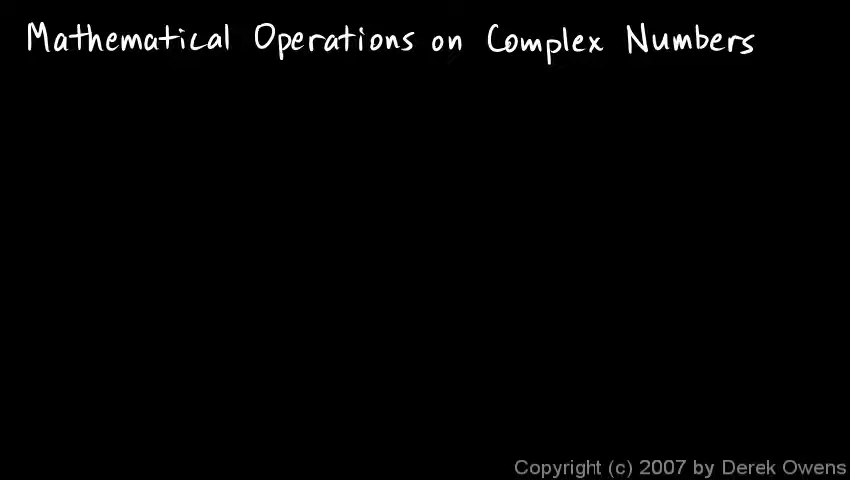 Mathematical Operations on Complex Numbers
Copyright (c) 2007 by Derek Owens